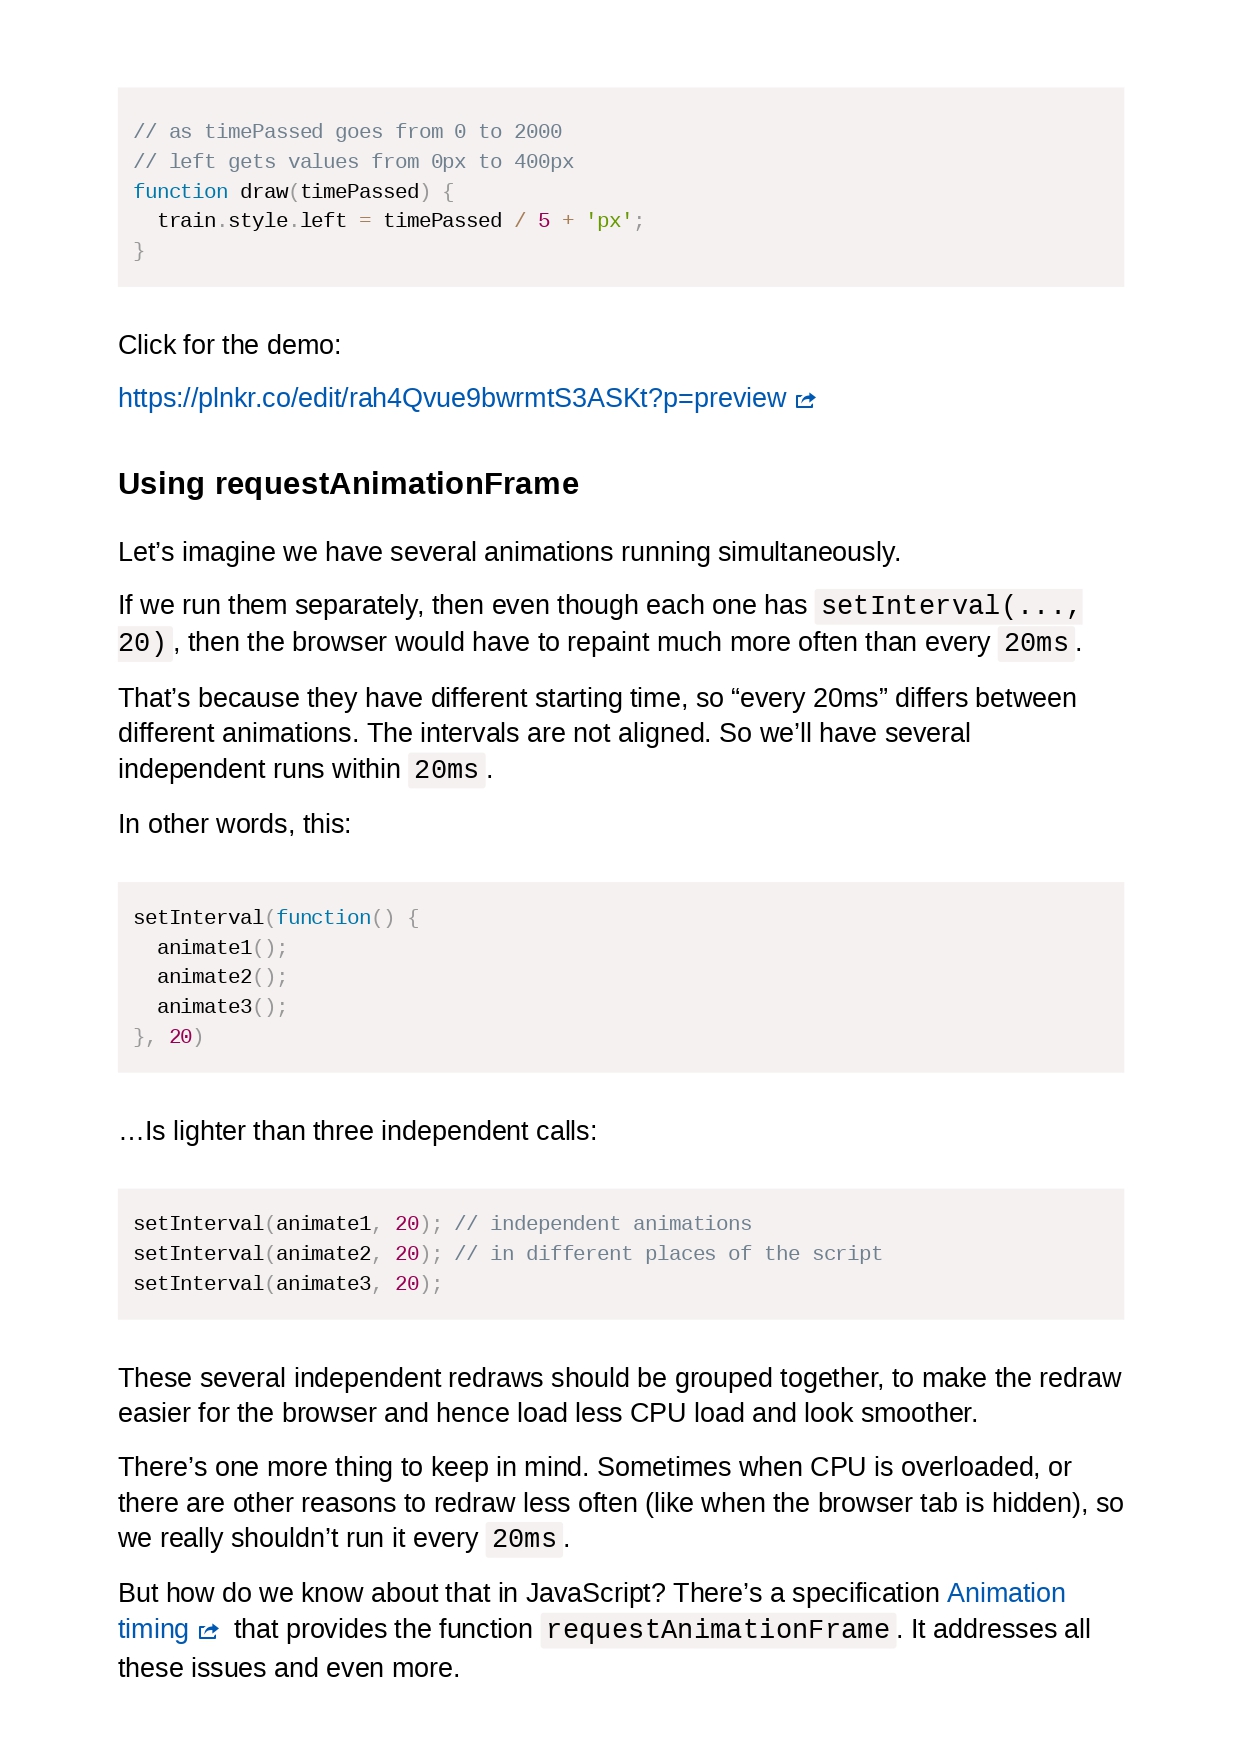 // as timePassed goes from 0 to 2000
// left gets values from 0px to 400px
function draw(timePassed) {
  train.style.left = timePassed / 5 + 'px';
}
Click for the demo:
https://plnkr.co/edit/rah4Qvue9bwrmtS3ASKt?p=preview
Using requestAnimationFrame
Let’s imagine we have several animations running simultaneously.
If we run them separately, then even though each one has setInterval(...,
20), then the browser would have to repaint much more often than every 20ms.
That’s because they have different starting time, so “every 20ms” differs between
different animations. The intervals are not aligned. So we’ll have several
independent runs within 20ms.
In other words, this:
setInterval(function() {
  animate1();
  animate2();
  animate3();
}, 20)
…Is lighter than three independent calls:
setInterval(animate1, 20); // independent animations
setInterval(animate2, 20); // in different places of the script
setInterval(animate3, 20);
These several independent redraws should be grouped together, to make the redraw
easier for the browser and hence load less CPU load and look smoother.
There’s one more thing to keep in mind. Sometimes when CPU is overloaded, or
there are other reasons to redraw less often (like when the browser tab is hidden), so
we really shouldn’t run it every 20ms.
But how do we know about that in JavaScript? There’s a specification Animation
timing that provides the function requestAnimationFrame. It addresses all
these issues and even more.